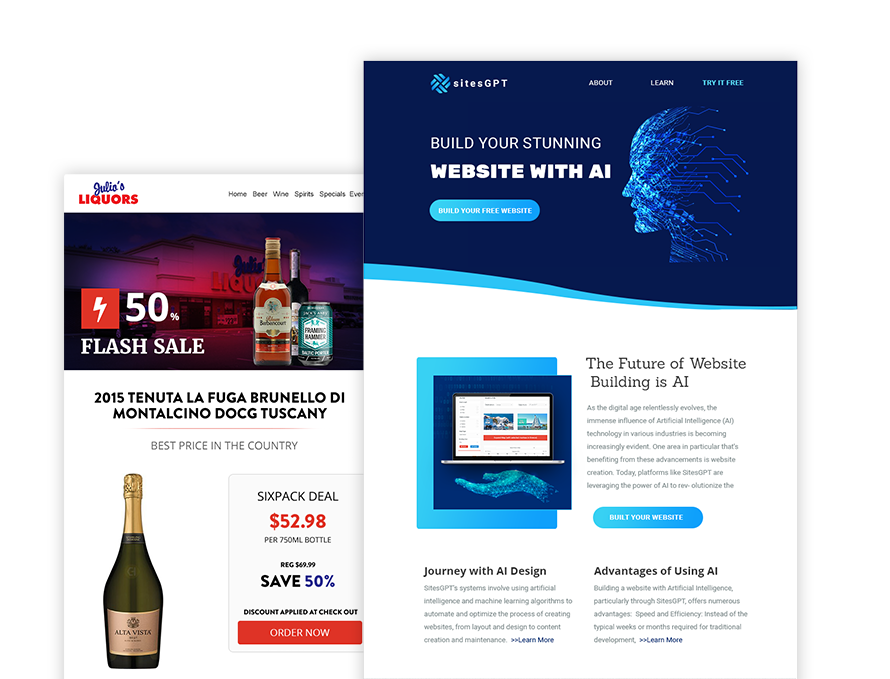 Julio's
LIQUORS
Home Beer Wine Spirits Specials
50 %
FLASH SALE
2015 TENUTA LA FUGA BRUNELLO DI
MONTALCINO DOCG TUSCANY
BEST PRICE IN THE COUNTRY
ALTA VISTA
SIXPACK DEAL
$52.98
PER 750ML BOTTLE
REG $69.99
SAVE 50%
DISCOUNT APPLIED AT CHECK OUT
ORDER NOW
Barbancourt
FRAMING
HAMMER
BALTIC PORTER
sitesGPT
ABOUT LEARN TRY IT FREE
BUILD YOUR STUNNING
WEBSITE WITH AI
BUILD YOUR FREE WEBSITE
The Future of Website
Building is AI
As the digital age relentlessly evolves, the
immense influence of Artificial Intelligence (AI)
technology in various industries is becoming
increasingly evident. One area in particular that's
benefiting from these advancements is website
creation. Today, platforms like SitesGPT are
leveraging the power of AI to rev- olutionize the
BUILT YOUR WEBSITE
Journey with AI Design
SitesGPT's systems involve using artificial
intelligence and machine learning algorithms to
automate and optimize the process of creating
websites, from layout and design to content
creation and maintenance. >>Learn More
Advantages of Using AI
Building a website with Artificial Intelligence,
particularly through SitesGPT, offers numerous
advantages: Speed and Efficiency: Instead of the
typical weeks or months required for traditional
development, >>Learn More